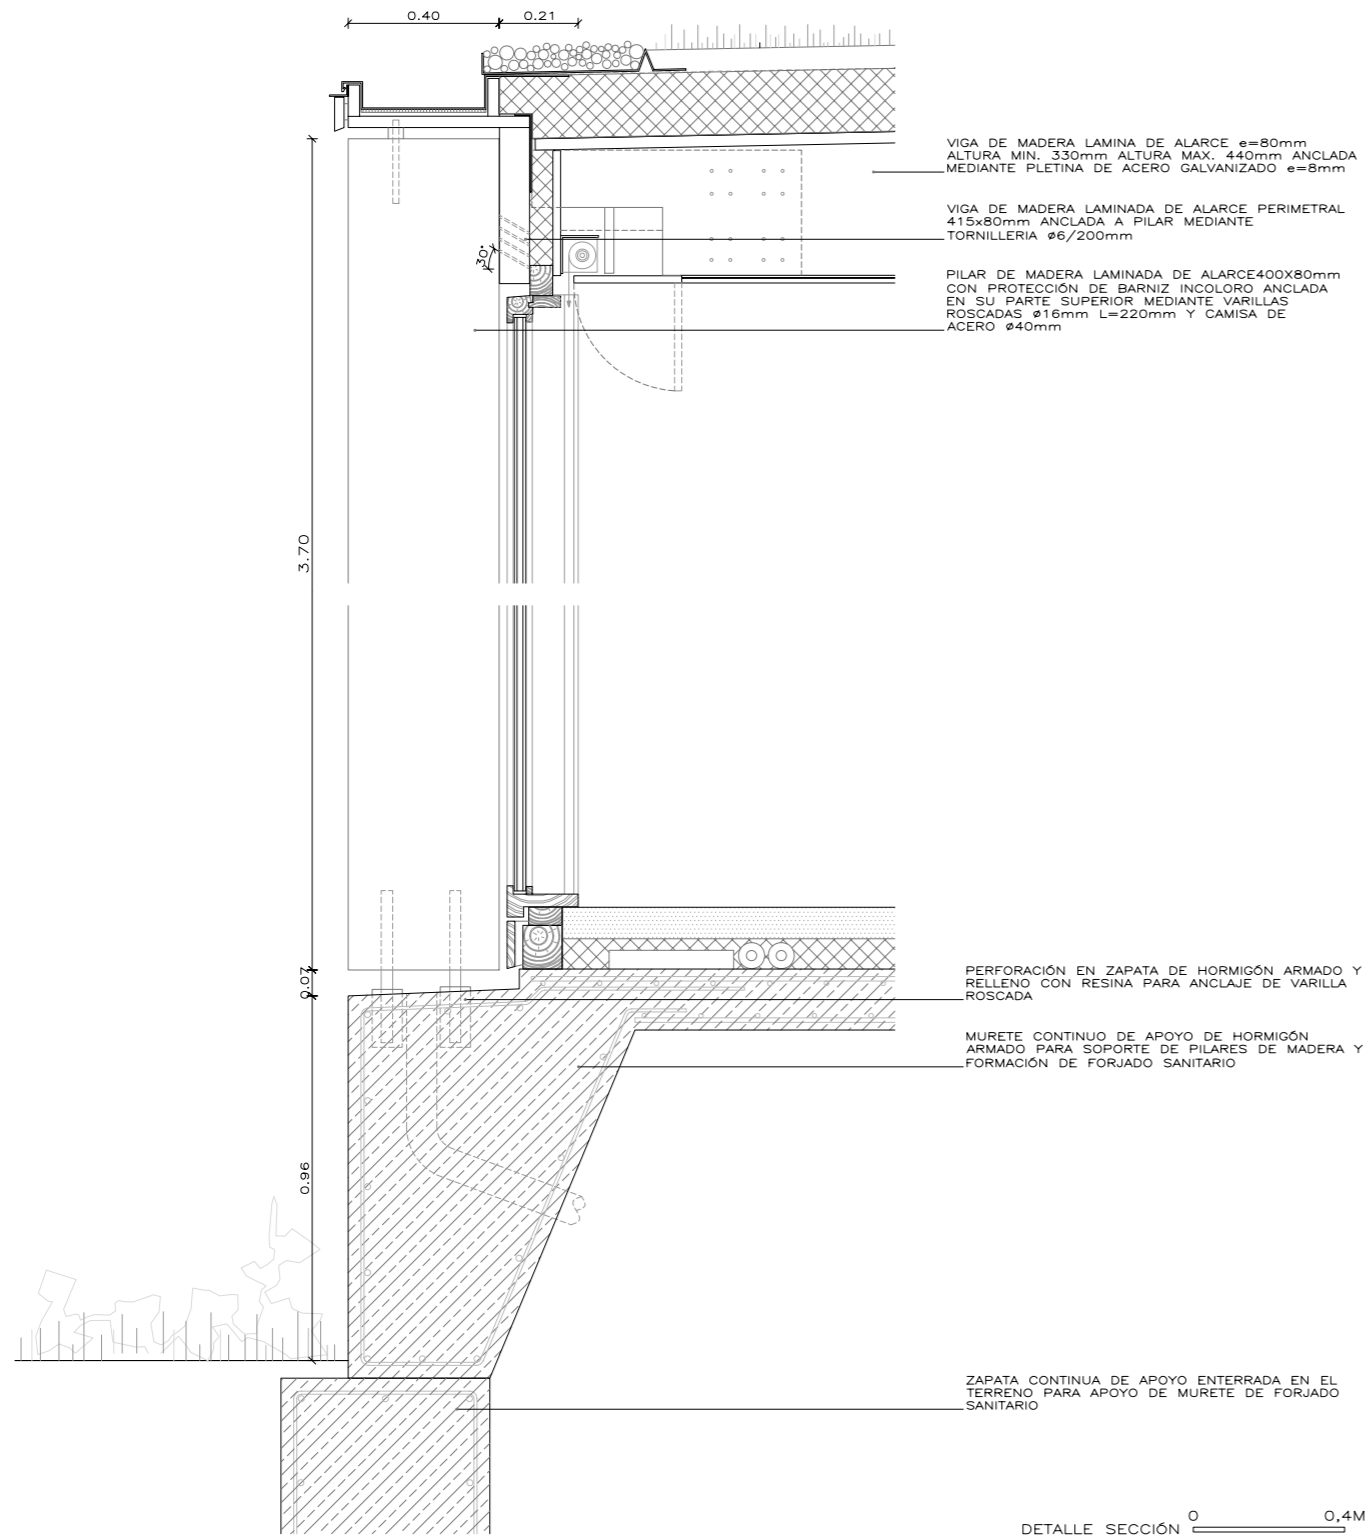 0.40
0.21
VIGA DE MADERA LAMINA DE ALARCE e=80mm
ALTURA MIN. 330mm ALTURA MAX. 440mm ANCLADA
MEDIANTE PLETINA DE ACERO GALVANIZADO e=8mm
VIGA DE MADERA LAMINADA DE ALARCE PERIMETRAL
415x80mm ANCLADA A PILAR MEDIANTE
TORNILLERIA ø6/200mm
30°
PILAR DE MADERA LAMINADA DE ALARCE400X80mm
CON PROTECCIÓN DE BARNIZ INCOLORO ANCLADA
EN SU PARTE SUPERIOR MEDIANTE VARILLAS
ROSCADAS ø16mm L=220mm Y CAMISA DE
ACERO ø40mm
3.70
0.07
PERFORACIÓN EN ZAPATA DE HORMIGÓN ARMADO Y
RELLENO CON RESINA PARA ANCLAJE DE VARILLA
ROSCADA
MURETE CONTINUO DE APOYO DE HORMIGÓN
ARMADO PARA SOPORTE DE PILARES DE MADERA Y
FORMACIÓN DE FORJADO SANITARIO
0.96
ZAPATA CONTINUA DE APOYO ENTERRADA EN EL
TERRENO PARA APOYO DE MURETE DE FORJADO
SANITARIO
DETALLE SECCIÓN 0 0,4M